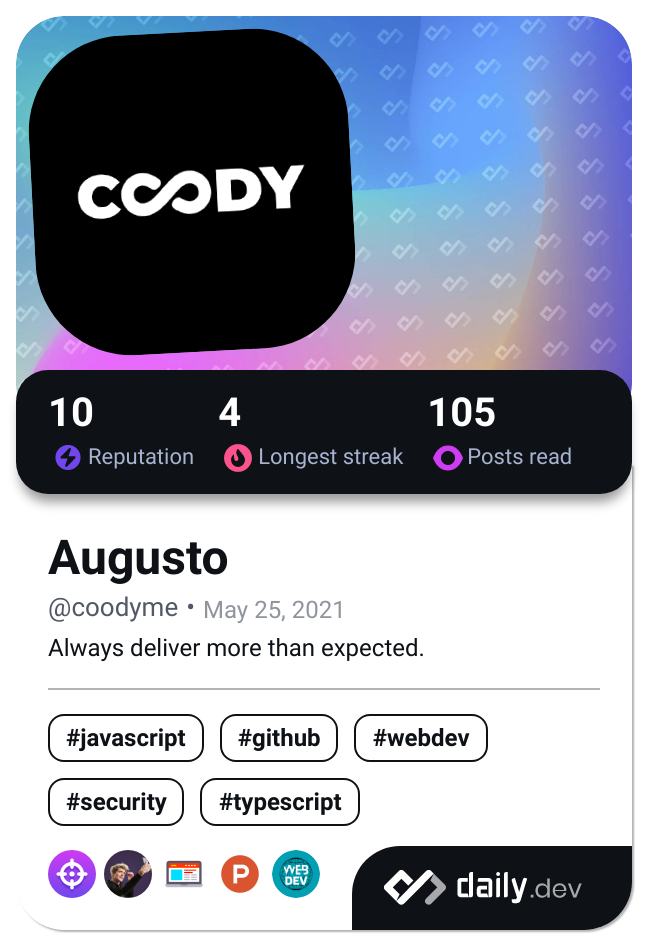 COODY
10 4 105
Reputation Longest streak Posts read
Augusto
@coodyme • May 25, 2021
Always deliver more than expected.
#javascript #github #webdev
#security #typescript
P WEB
DEV
daily.dev